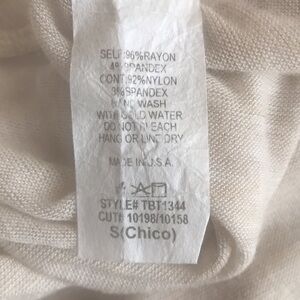 SELF:96%RAYON
4%SPANDEX
CONT:92%NYLON
8%SPANDEX
HAND WASH
WITH COLD WATER
DO NOT BLEACH
HANG OR LINE DRY
MADE IN U.S.A.
STYLE# TBT1344
CUT# 10198/10158
S(Chico)